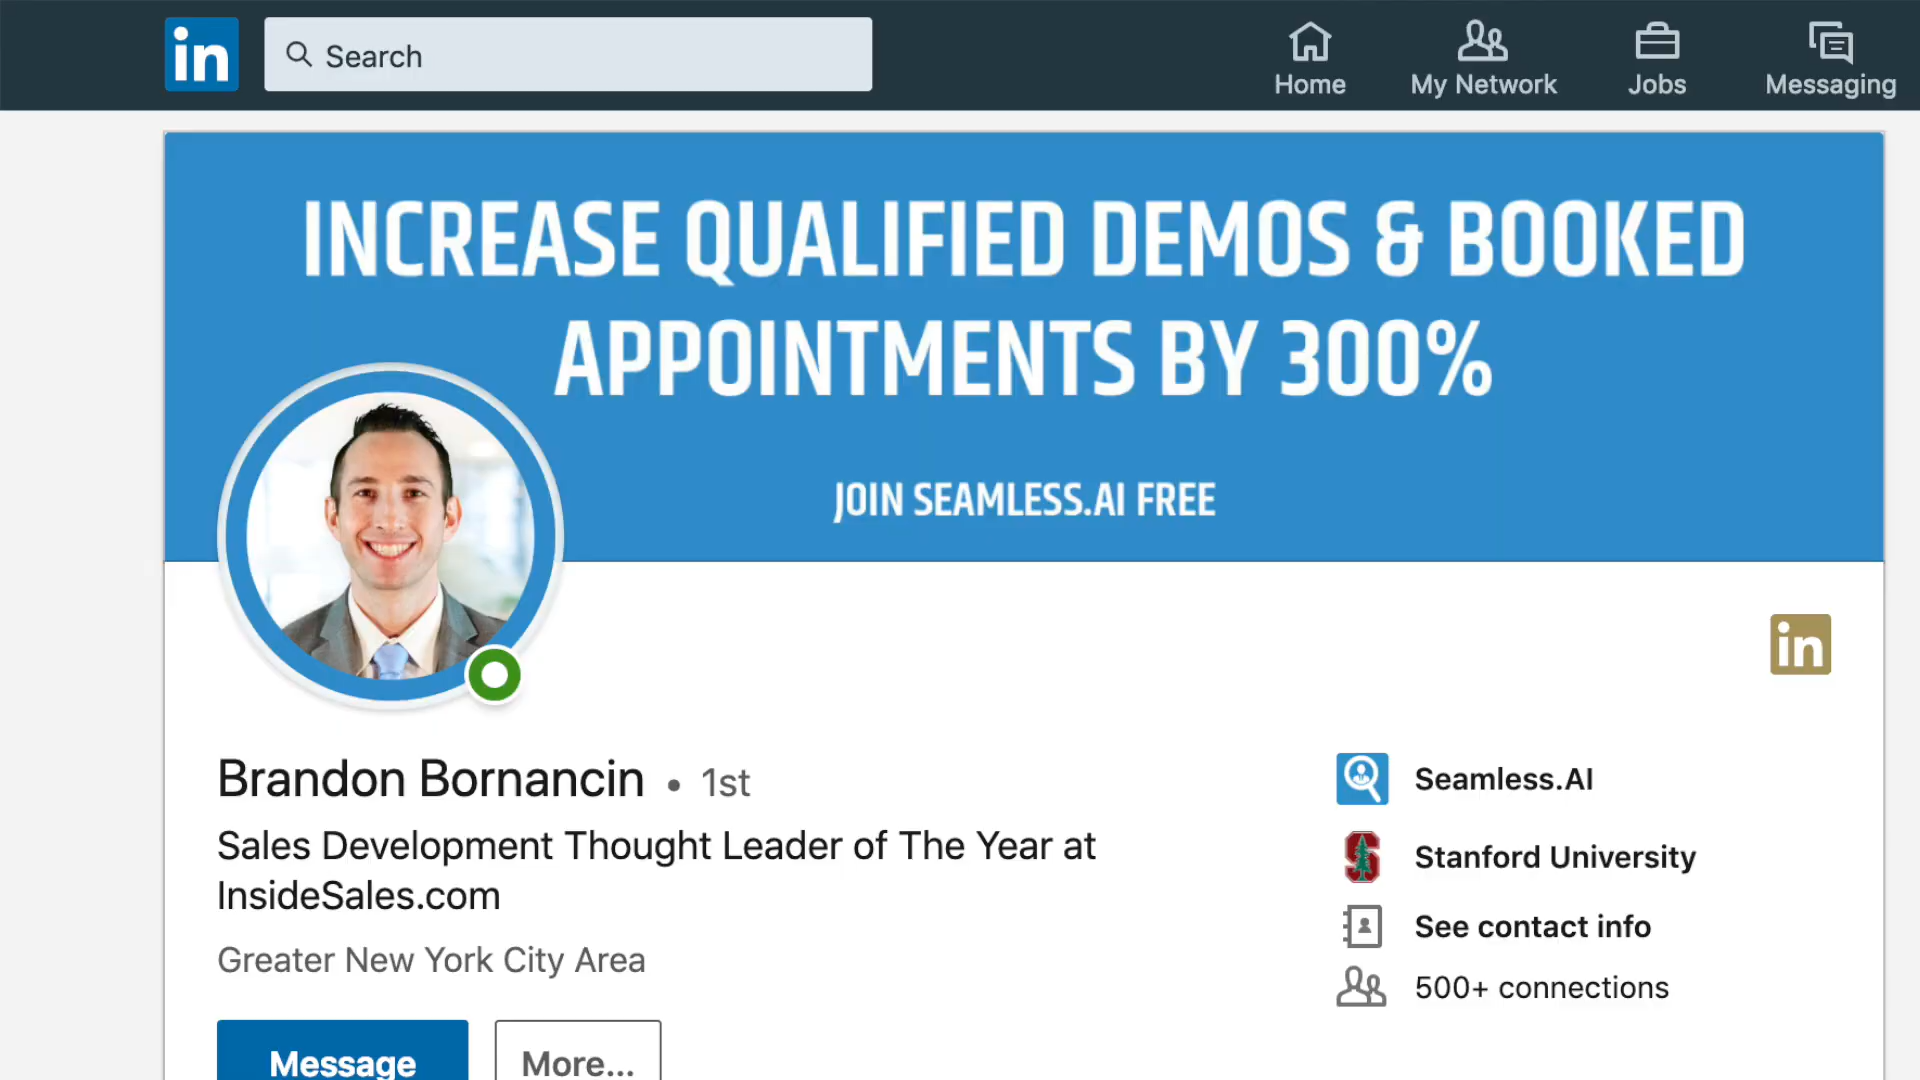 in
Search
Home
My Network
Jobs
Messaging
INCREASE QUALIFIED DEMOS & BOOKED
APPOINTMENTS BY 300%
JOIN SEAMLESS.AI FREE
in
Brandon Bornancin • 1st
Sales Development Thought Leader of The Year at
InsideSales.com
Greater New York City Area
Message
More...
Seamless.AI
Stanford University
See contact info
500+ connections